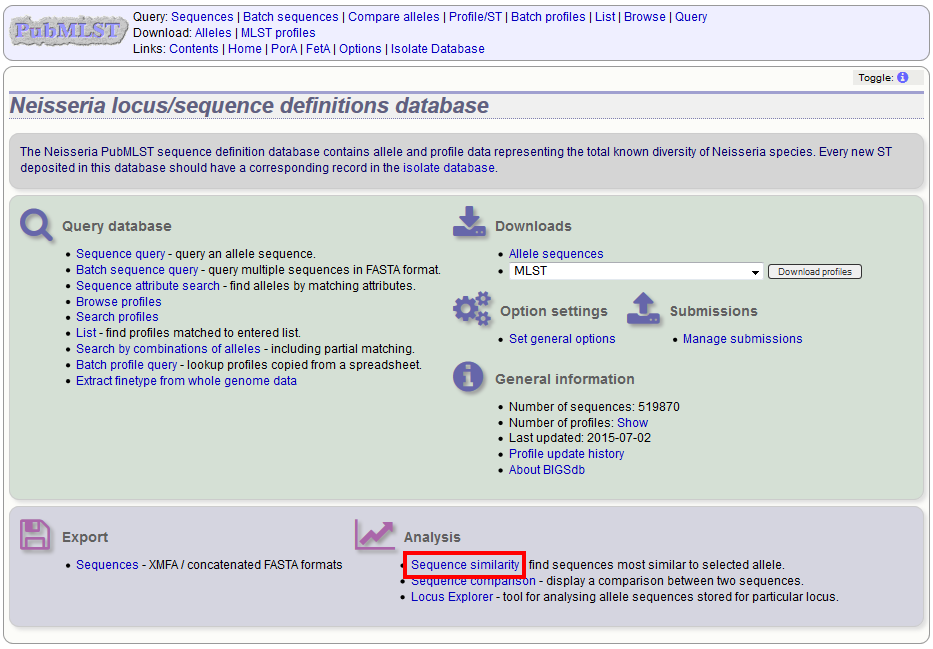 PubMLST
Query: Sequences | Batch sequences | Compare alleles | Profile/ST | Batch profiles | List | Browse | Query
Download: Alleles | MLST profiles
Links: Contents | Home | PorA | FetA | Options | Isolate Database
Toggle: i
Neisseria locus/sequence definitions database
The Neisseria PubMLST sequence definition database contains allele and profile data representing the total known diversity of Neisseria species. Every new ST
deposited in this database should have a corresponding record in the isolate database.
Query database
• Sequence query - query an allele sequence.
• Batch sequence query - query multiple sequences in FASTA format.
• Sequence attribute search - find alleles by matching attributes.
• Browse profiles
• Search profiles
• List - find profiles matched to entered list.
• Search by combinations of alleles - including partial matching.
• Batch profile query - lookup profiles copied from a spreadsheet.
• Extract finetype from whole genome data
Downloads
• Allele sequences
• MLST Download profiles
Option settings
• Set general options
Submissions
• Manage submissions
General information
• Number of sequences: 519870
• Number of profiles: Show
• Last updated: 2015-07-02
• Profile update history
• About BIGSdb
Export
• Sequences - XMFA / concatenated FASTA formats
Analysis
• Sequence similarity find sequences most similar to selected allele.
• Sequence comparison - display a comparison between two sequences.
• Locus Explorer - tool for analysing allele sequences stored for particular locus.